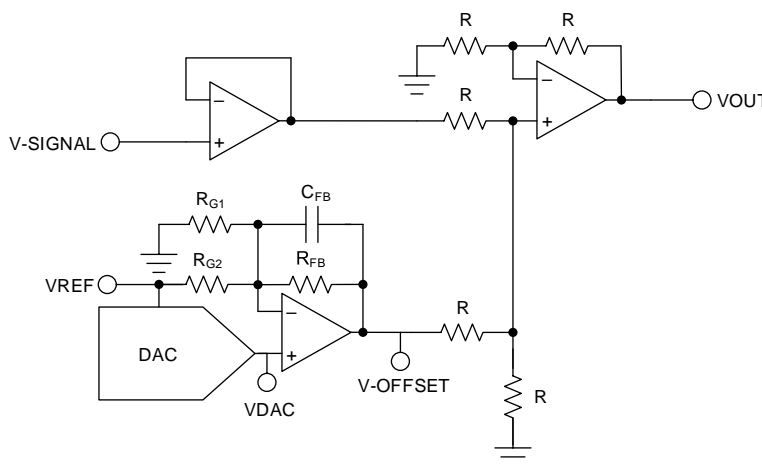 R
R
R
VOUT
V-SIGNAL
−
+
−
+
RG1
CFB
RG2
RFB
VREF
DAC
−
+
VDAC
R
V-OFFSET
R